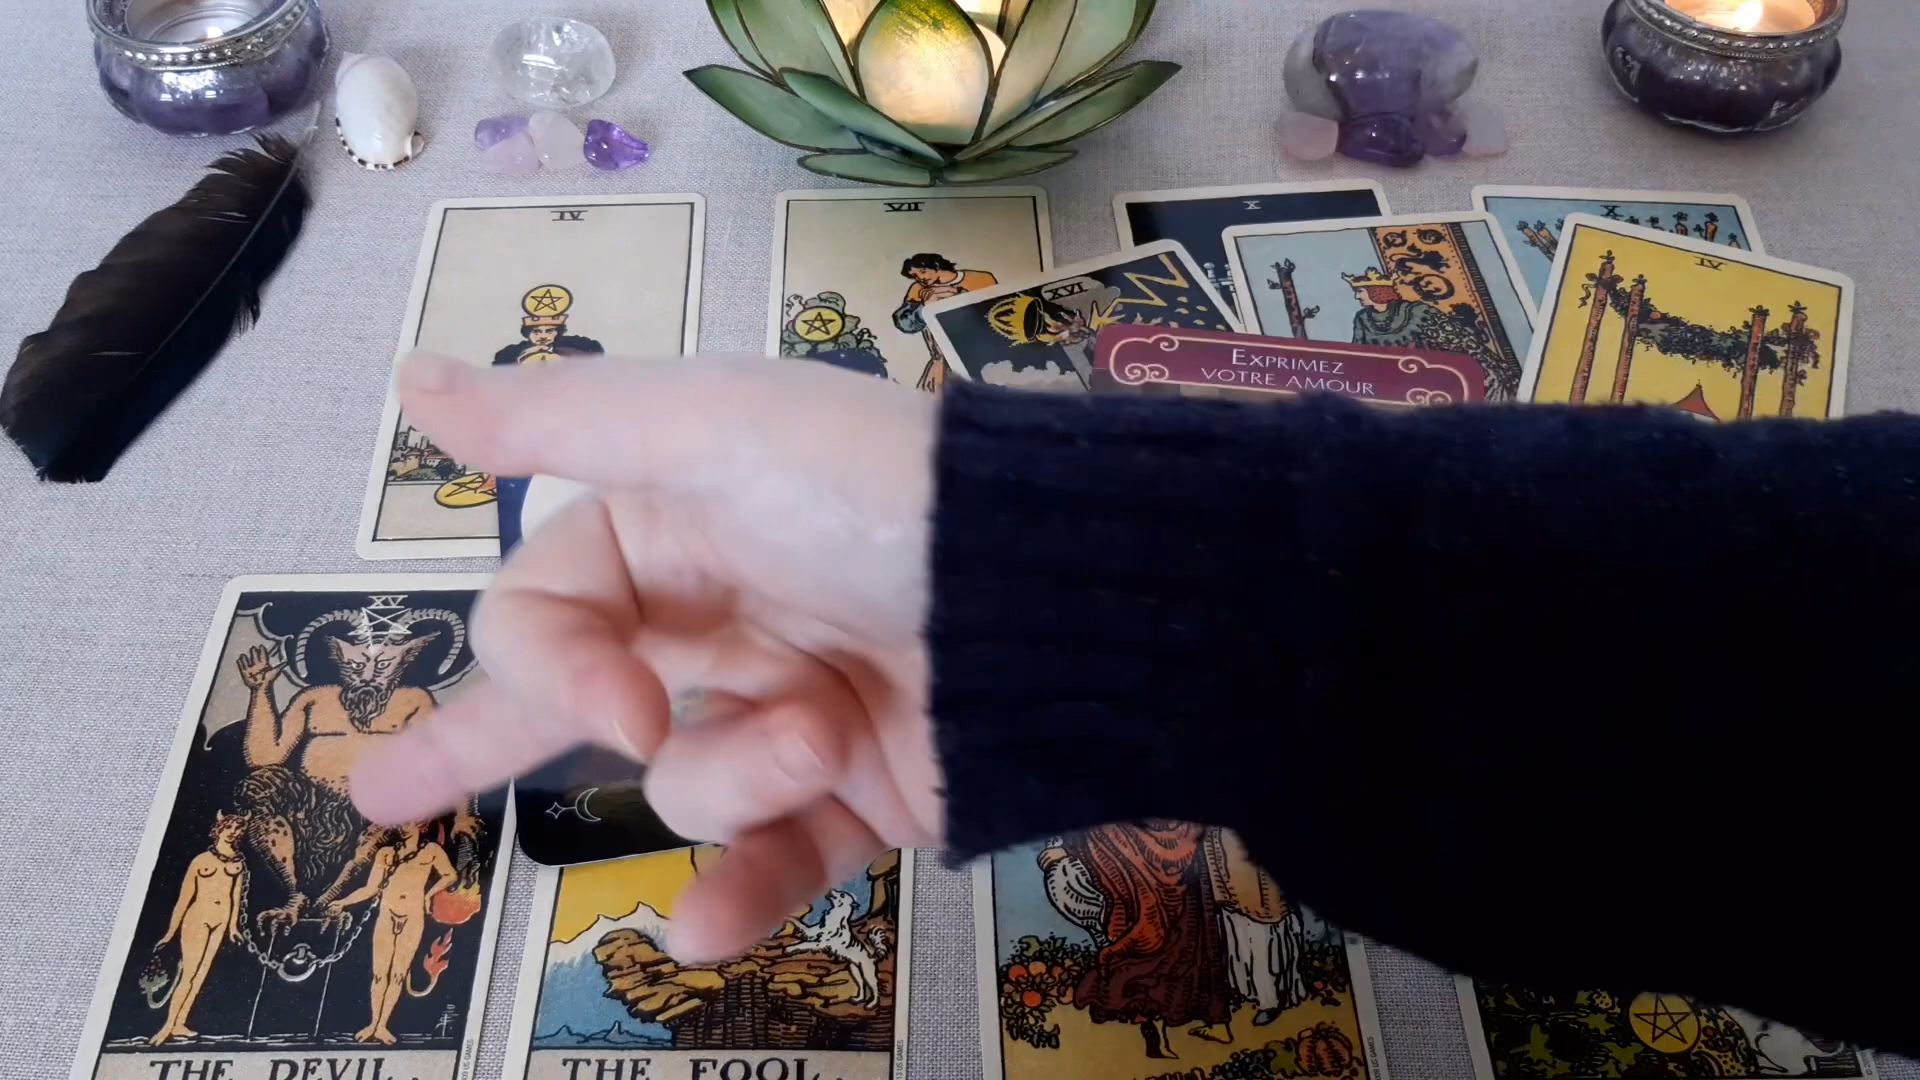 IV
VII
X
X
XVI
IV
EXPRIMEZ
VOTRE AMOUR
XV
THE DEVIL.
THE FOOL.